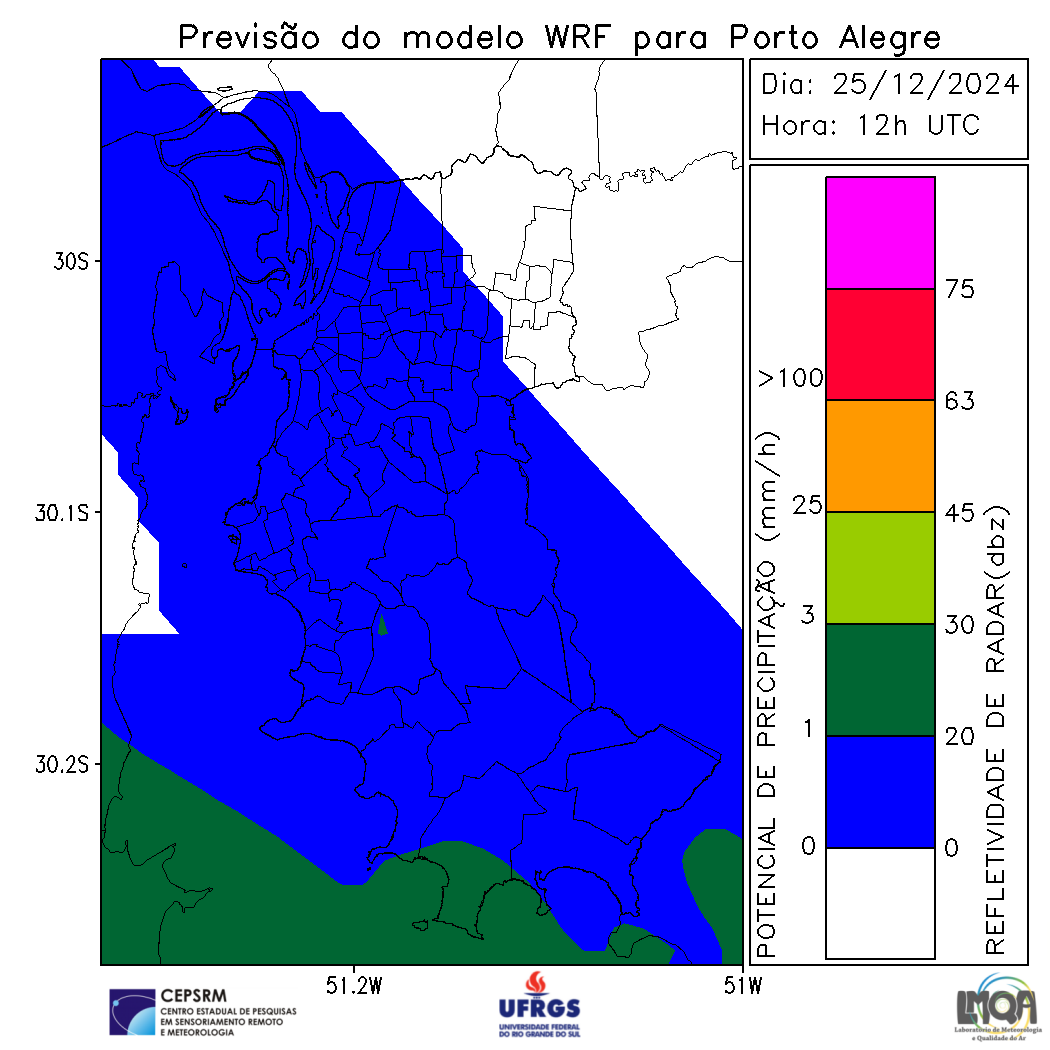 Previsão do modelo WRF para Porto Alegre
Dia: 25/12/2024
Hora: 12h UTC
30S
30.1S
30.2S
51.2W
51W
POTENCIAL DE PRECIPITAÇÃO (mm/h)
>100
25
3
1
0
75
63
45
30
20
0
REFLETIVIDADE DE RADAR(dbz)
CEPSRM
CENTRO ESTADUAL DE PESQUISAS
EM SENSORIAMENTO REMOTO
E METEOROLOGIA
UFRGS
UNIVERSIDADE FEDERAL
DO RIO GRANDE DO SUL
LMQA
Laboratório de Meteorologia
e Qualidade do Ar